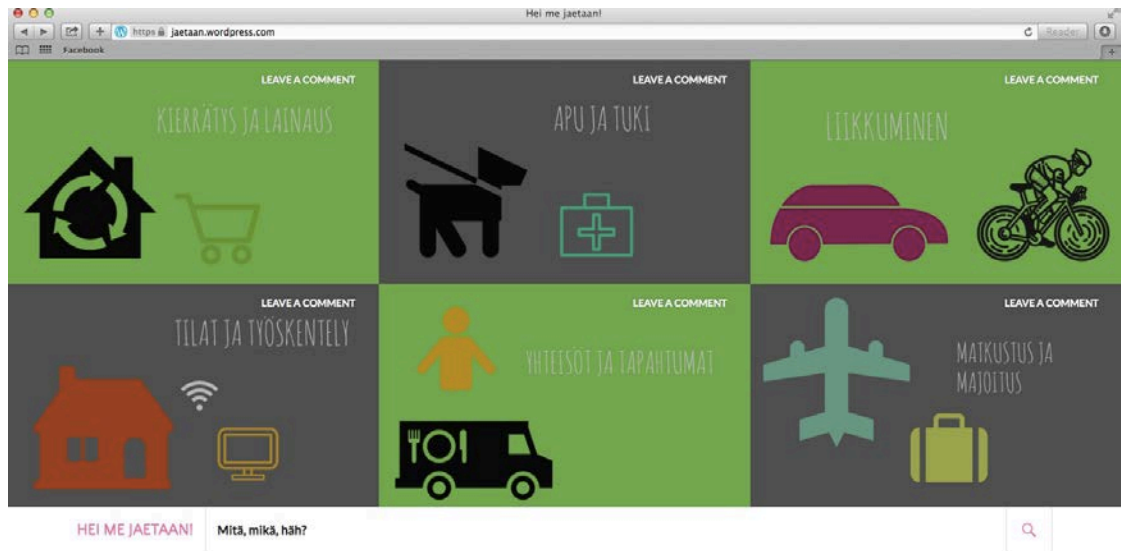 Hei me jaetaan!
https jaetaan.wordpress.com
Reader
Facebook
LEAVE A COMMENT
KIERRÄTYS JA LAINAUS
LEAVE A COMMENT
APU JA TUKI
LEAVE A COMMENT
LIIKKUMINEN
LEAVE A COMMENT
TILAT JA TYÖSKENTELY
LEAVE A COMMENT
YHTEISÖT JA TAPAHTUMAT
LEAVE A COMMENT
MATKUSTUS JA
MAJOITUS
HEI ME JAETAAN!
Mitä, mikä, häh?